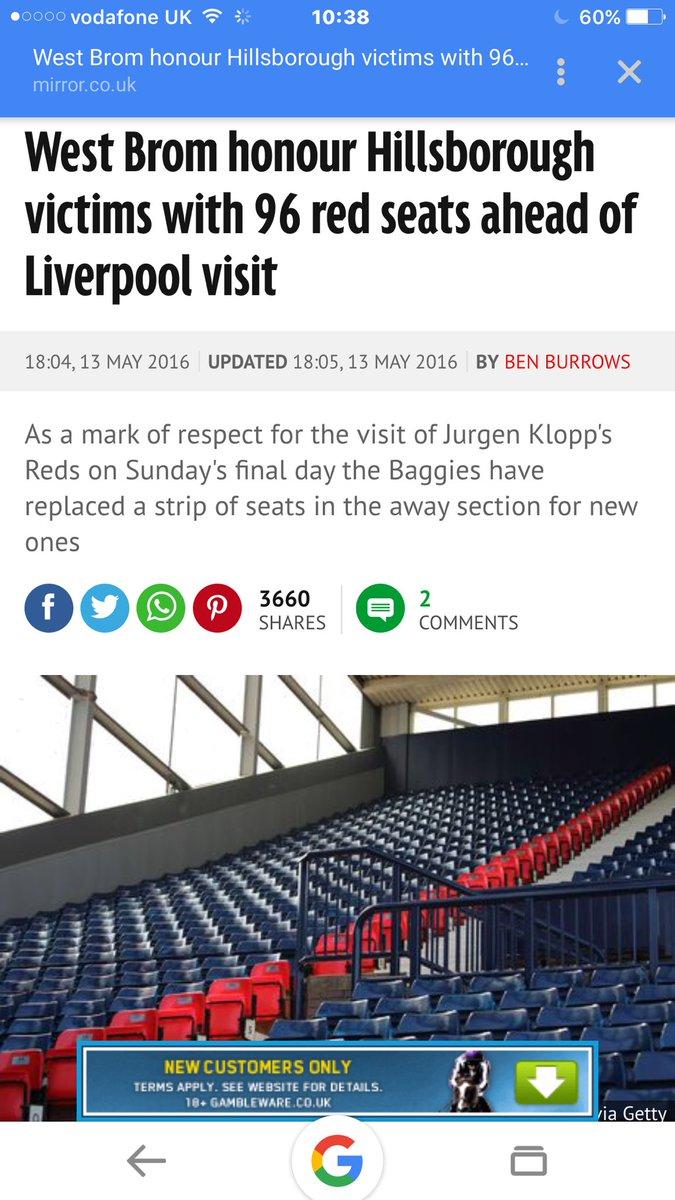 vodafone UK 10:38 60%
West Brom honour Hillsborough victims with 96...
mirror.co.uk
West Brom honour Hillsborough
victims with 96 red seats ahead of
Liverpool visit
18:04, 13 MAY 2016 UPDATED 18:05, 13 MAY 2016 BY BEN BURROWS
As a mark of respect for the visit of Jurgen Klopp's
Reds on Sunday's final day the Baggies have
replaced a strip of seats in the away section for new
ones
3660
SHARES
2
COMMENTS
NEW CUSTOMERS ONLY
TERMS APPLY. SEE WEBSITE FOR DETAILS.
18+ GAMBLEWARE.CO.UK
via Getty